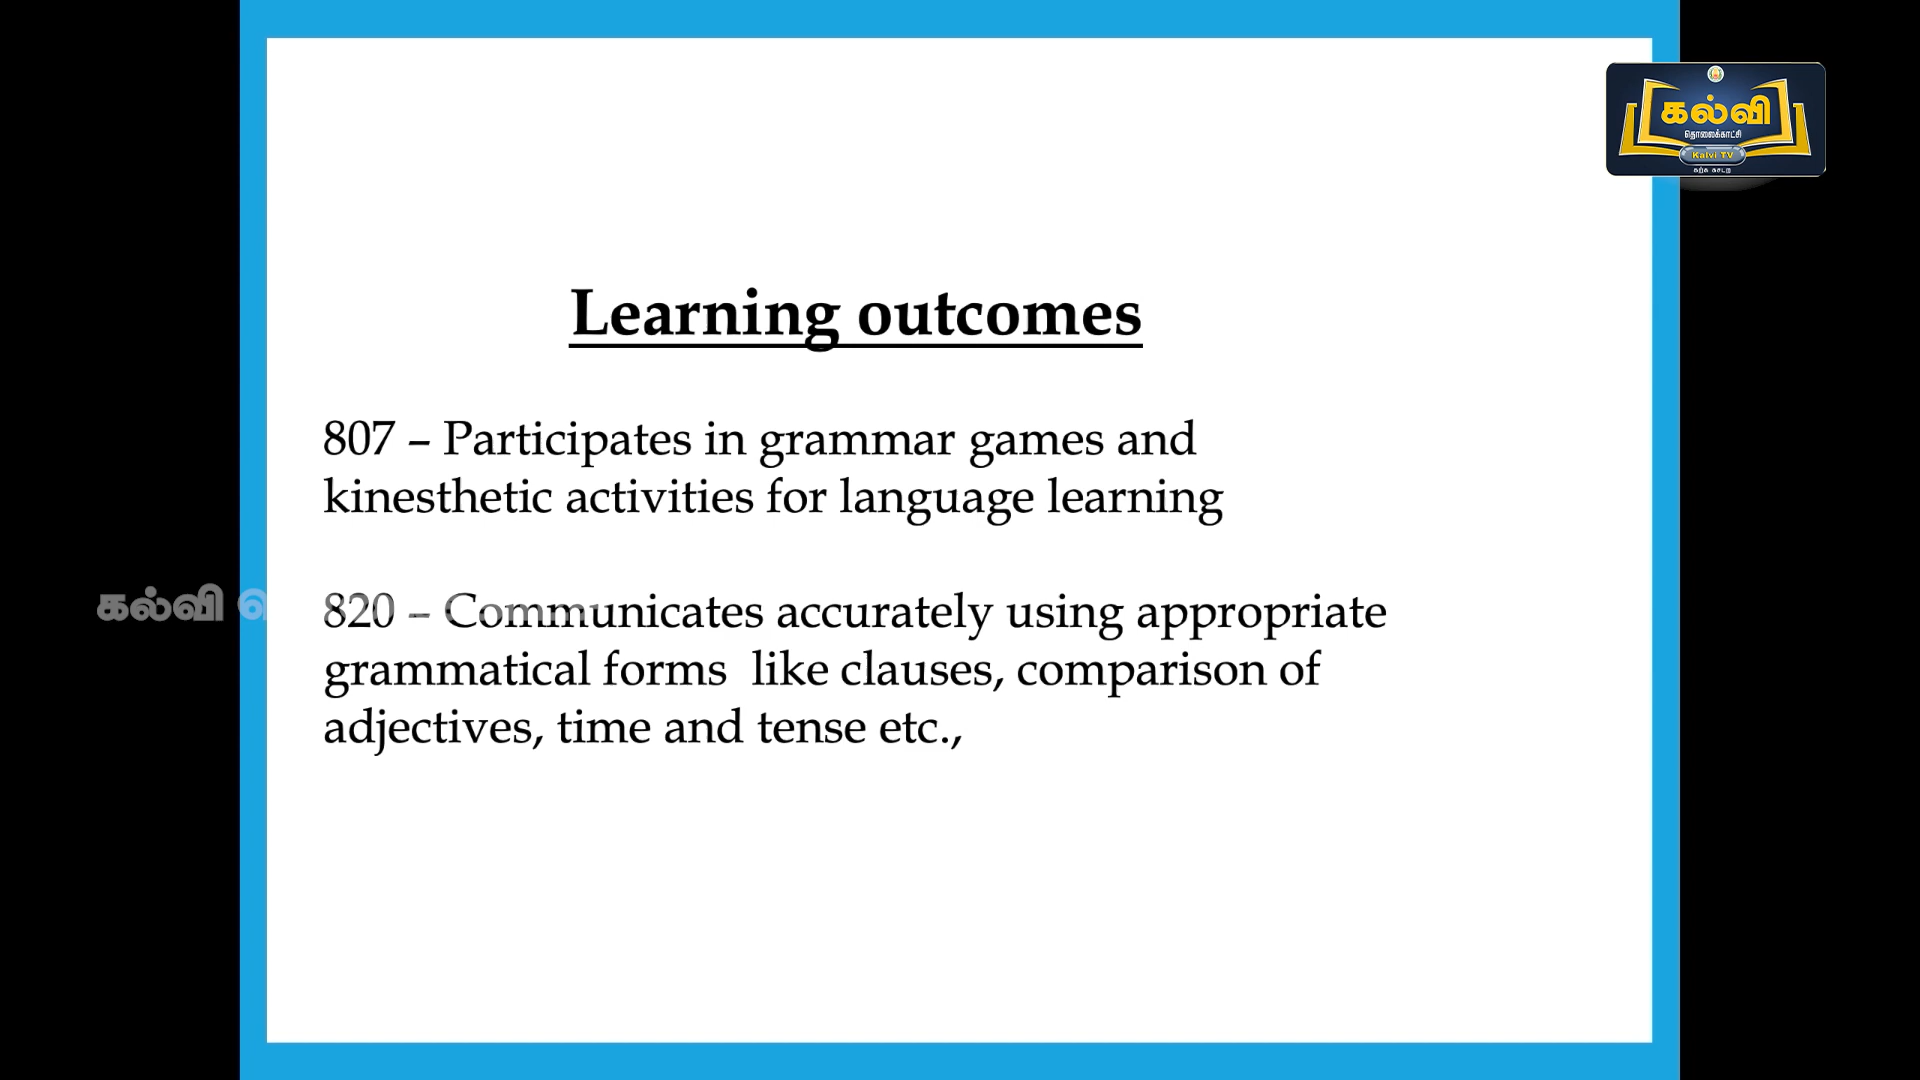 கல்வி
தொலைக்காட்சி
Kalvi TV
கற்க கசடற
Learning outcomes
807 – Participates in grammar games and
kinesthetic activities for language learning
கல்வி
820 – Communicates accurately using appropriate
grammatical forms like clauses, comparison of
adjectives, time and tense etc.,